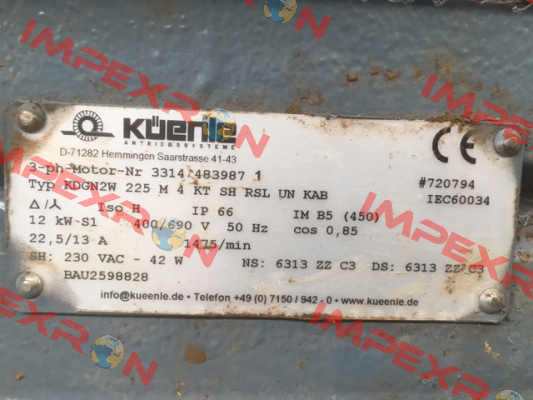 IMPEXRON
KÜENLE
ANTRIEBSSYSTEME
D-71282 Hemmingen Saarstrasse 41-43
CE
3-ph-Motor-Nr 3314/483987 1
#720794
Typ KDGN2W 225 M 4 KT SH RSL UN KAB
IEC60034
Δ/⅄ Iso H IP 66 IM B5 (450)
12 kW-S1 400/690 V 50 Hz cos 0,85
22,5/13 A 1475/min
SH: 230 VAC - 42 W NS: 6313 ZZ C3 DS: 6313 ZZ C3
BAU2598828
info@kueenle.de • Telefon +49 (0) 7150 / 942 - 0 • www.kueenle.de
IMPEXRON
IMPEXRON